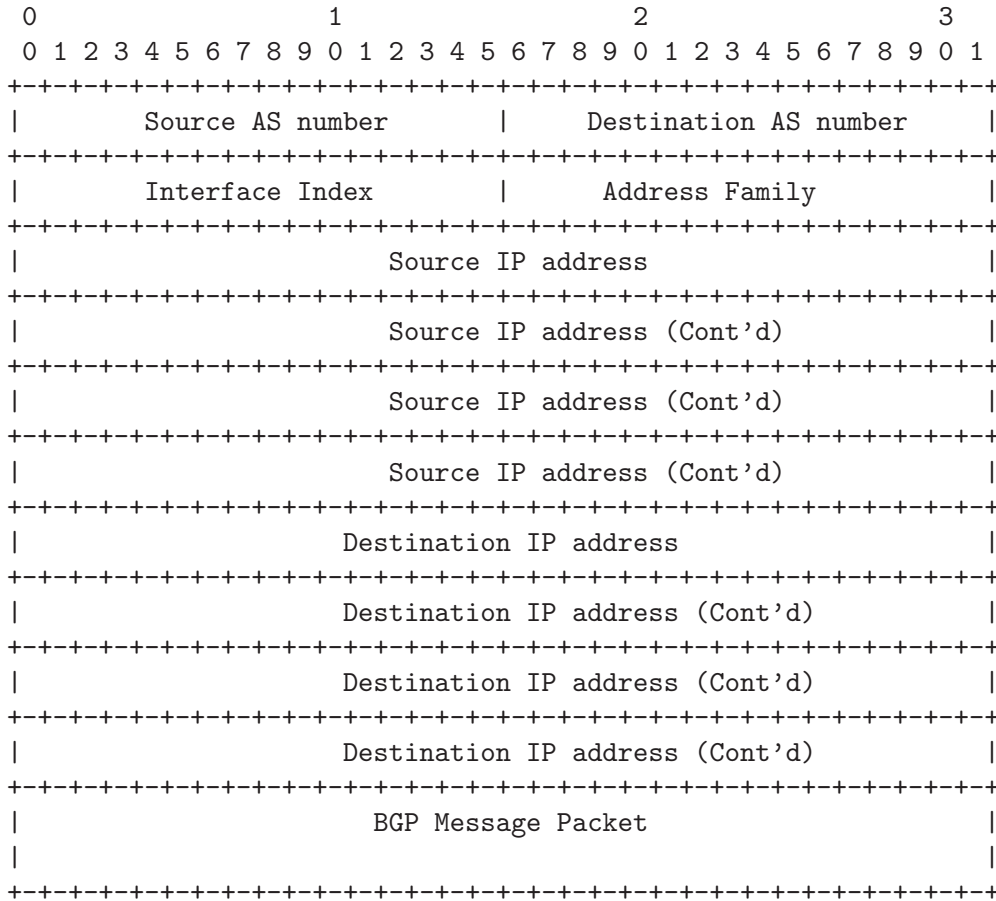 0                   1                   2                   3
 0 1 2 3 4 5 6 7 8 9 0 1 2 3 4 5 6 7 8 9 0 1 2 3 4 5 6 7 8 9 0 1
+-+-+-+-+-+-+-+-+-+-+-+-+-+-+-+-+-+-+-+-+-+-+-+-+-+-+-+-+-+-+-+-+
|        Source AS number       |     Destination AS number     |
+-+-+-+-+-+-+-+-+-+-+-+-+-+-+-+-+-+-+-+-+-+-+-+-+-+-+-+-+-+-+-+-+
|        Interface Index        |      Address Family           |
+-+-+-+-+-+-+-+-+-+-+-+-+-+-+-+-+-+-+-+-+-+-+-+-+-+-+-+-+-+-+-+-+
|                        Source IP address                      |
+-+-+-+-+-+-+-+-+-+-+-+-+-+-+-+-+-+-+-+-+-+-+-+-+-+-+-+-+-+-+-+-+
|                        Source IP address (Cont'd)             |
+-+-+-+-+-+-+-+-+-+-+-+-+-+-+-+-+-+-+-+-+-+-+-+-+-+-+-+-+-+-+-+-+
|                        Source IP address (Cont'd)             |
+-+-+-+-+-+-+-+-+-+-+-+-+-+-+-+-+-+-+-+-+-+-+-+-+-+-+-+-+-+-+-+-+
|                        Source IP address (Cont'd)             |
+-+-+-+-+-+-+-+-+-+-+-+-+-+-+-+-+-+-+-+-+-+-+-+-+-+-+-+-+-+-+-+-+
|                     Destination IP address                    |
+-+-+-+-+-+-+-+-+-+-+-+-+-+-+-+-+-+-+-+-+-+-+-+-+-+-+-+-+-+-+-+-+
|                     Destination IP address (Cont'd)           |
+-+-+-+-+-+-+-+-+-+-+-+-+-+-+-+-+-+-+-+-+-+-+-+-+-+-+-+-+-+-+-+-+
|                     Destination IP address (Cont'd)           |
+-+-+-+-+-+-+-+-+-+-+-+-+-+-+-+-+-+-+-+-+-+-+-+-+-+-+-+-+-+-+-+-+
|                     Destination IP address (Cont'd)           |
+-+-+-+-+-+-+-+-+-+-+-+-+-+-+-+-+-+-+-+-+-+-+-+-+-+-+-+-+-+-+-+-+
|                       BGP Message Packet                      |
|                                                               |
+-+-+-+-+-+-+-+-+-+-+-+-+-+-+-+-+-+-+-+-+-+-+-+-+-+-+-+-+-+-+-+-+